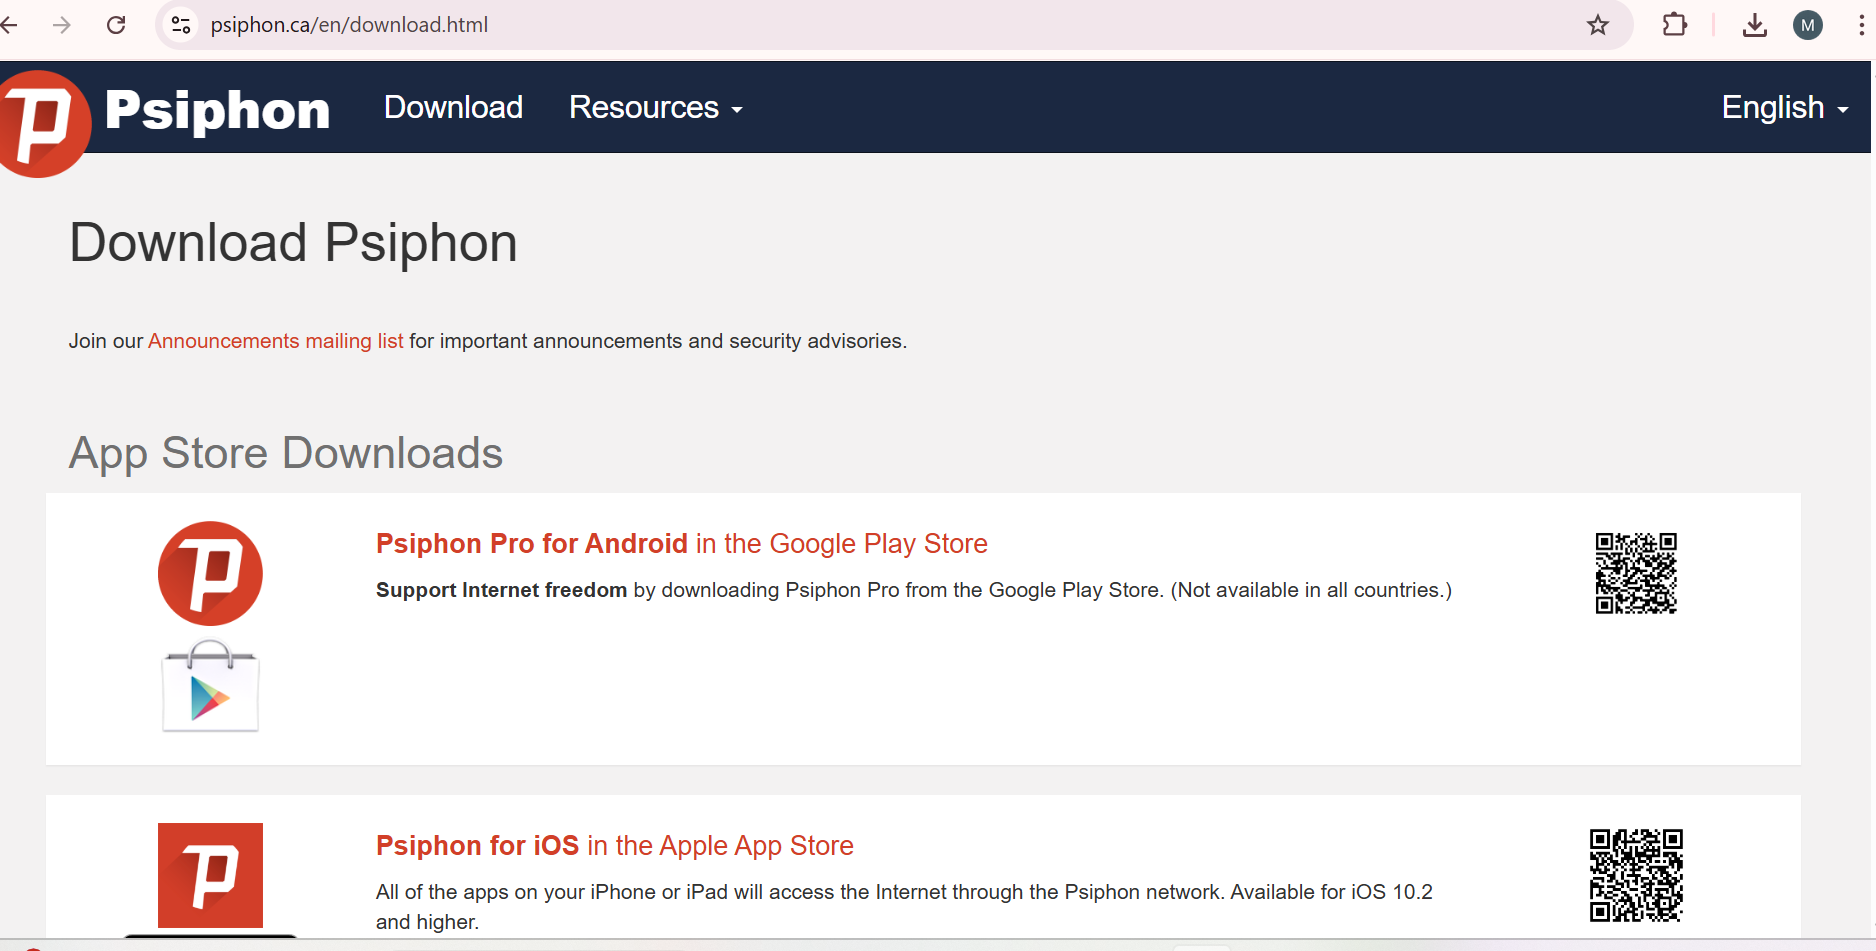 psiphon.ca/en/download.html
M
Psiphon
Download
Resources
English
Download Psiphon
Join our Announcements mailing list for important announcements and security advisories.
App Store Downloads
Psiphon Pro for Android in the Google Play Store
Support Internet freedom by downloading Psiphon Pro from the Google Play Store. (Not available in all countries.)
Psiphon for iOS in the Apple App Store
All of the apps on your iPhone or iPad will access the Internet through the Psiphon network. Available for iOS 10.2
and higher.